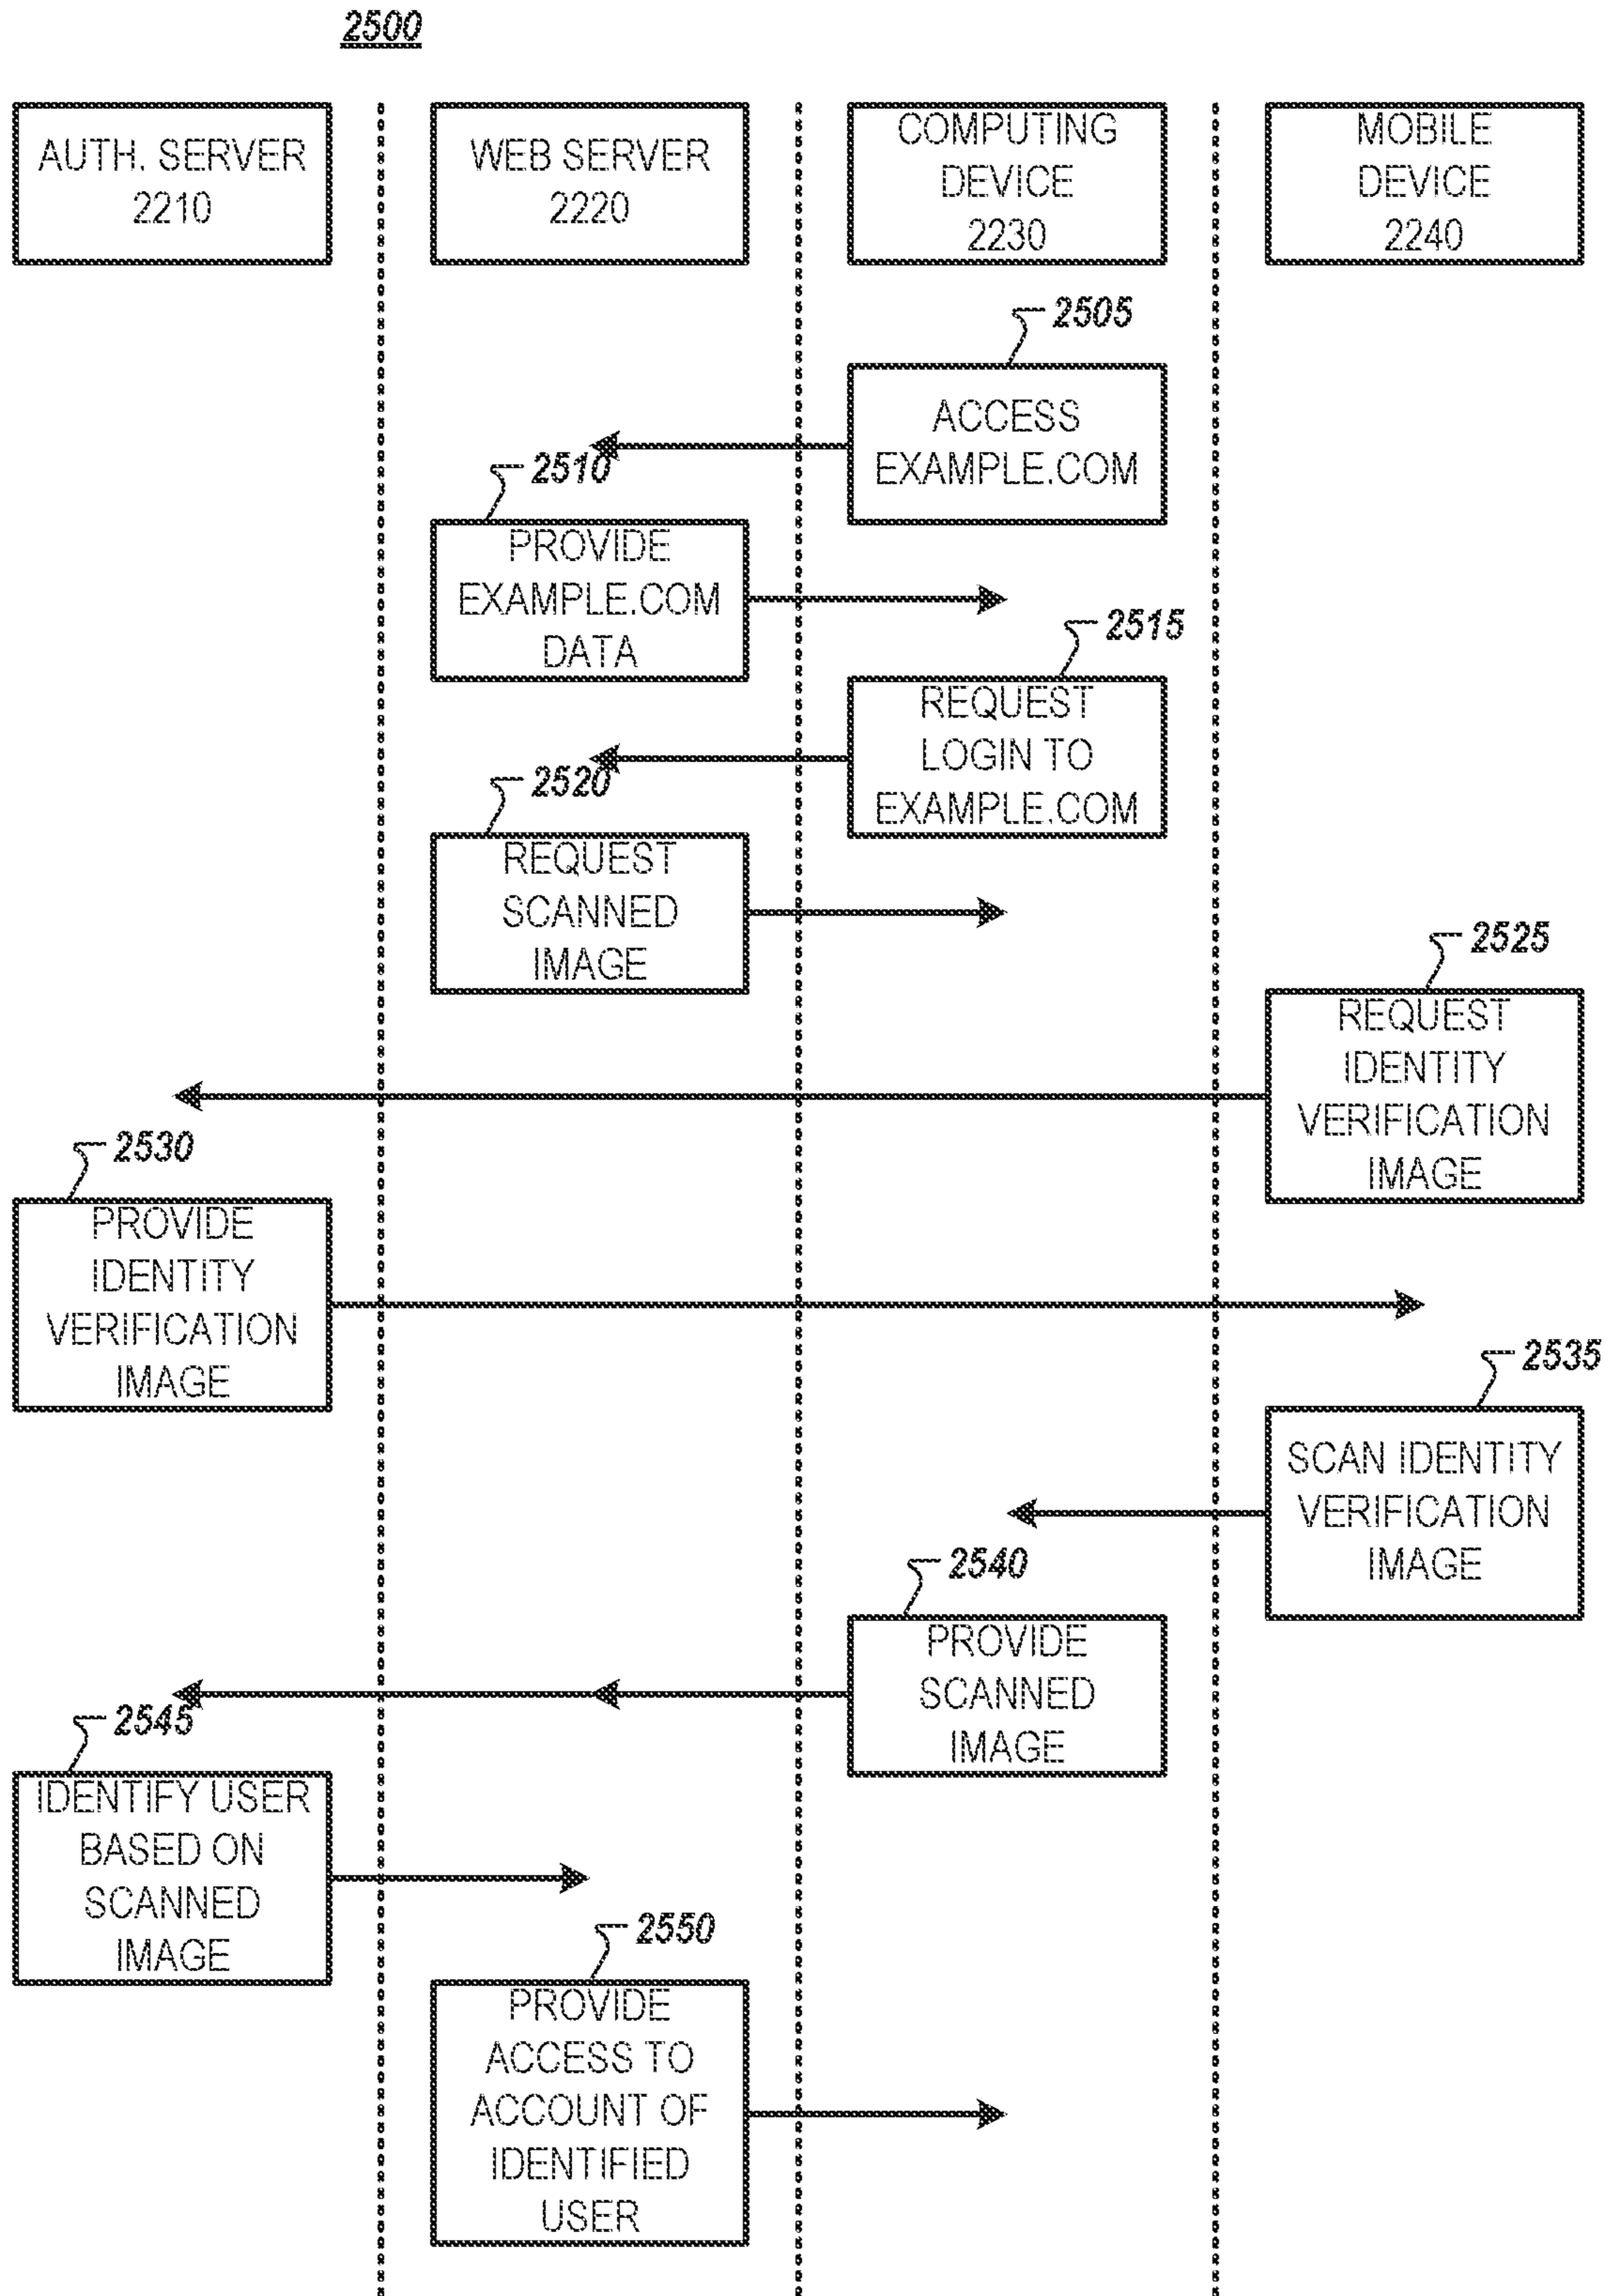 2500
AUTH. SERVER
2210
WEB SERVER
2220
COMPUTING
DEVICE
2230
MOBILE
DEVICE
2240
2505
ACCESS
EXAMPLE.COM
2510
PROVIDE
EXAMPLE.COM
DATA
2515
REQUEST
LOGIN TO
EXAMPLE.COM
2520
REQUEST
SCANNED
IMAGE
2525
REQUEST
IDENTITY
VERIFICATION
IMAGE
2530
PROVIDE
IDENTITY
VERIFICATION
IMAGE
2535
SCAN IDENTITY
VERIFICATION
IMAGE
2540
PROVIDE
SCANNED
IMAGE
2545
IDENTIFY USER
BASED ON
SCANNED
IMAGE
2550
PROVIDE
ACCESS TO
ACCOUNT OF
IDENTIFIED
USER